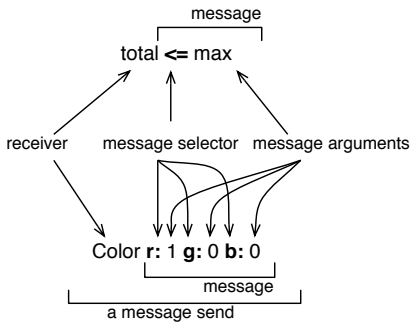 message
total <= max
receiver message selector message arguments
Color r: 1 g: 0 b: 0
message
a message send